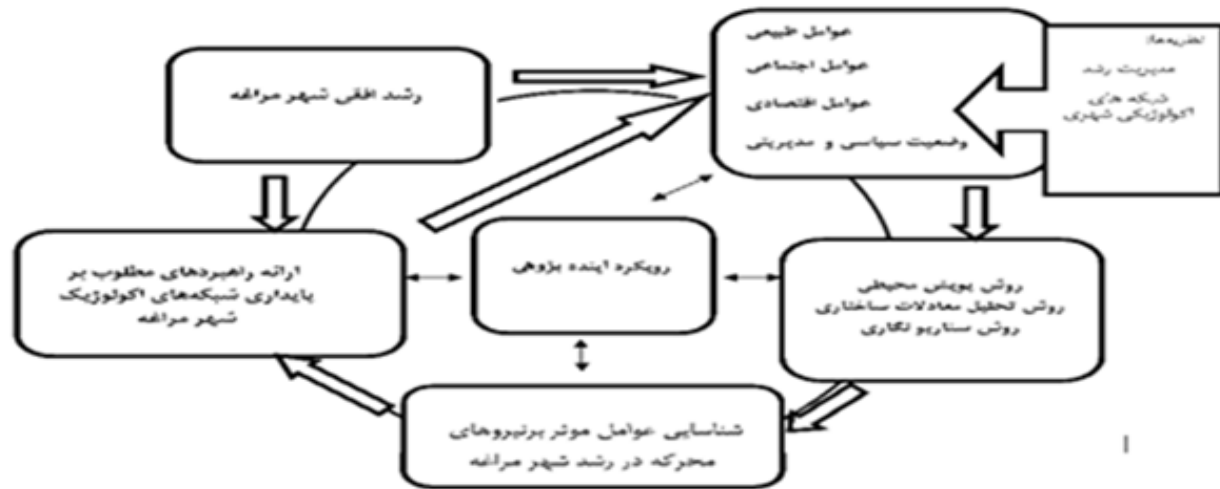 نظریه‌ها:
مدیریت رشد
شبکه های
اکولوژیکی شهری
عوامل طبیعی
عوامل اجتماعی
عوامل اقتصادی
وضعیت سیاسی و مدیریتی
رشد افقی شهر مراغه
رویکرد آینده پژوهی
روش پویش محیطی
روش تحلیل معادلات ساختاری
روش سناریو نگاری
ارائه راهبردهای مطلوب بر
پایداری شبکه‌های اکولوژیک
شهر مراغه
شناسایی عوامل موثر برنیروهای
محرکه در رشد شهر مراغه